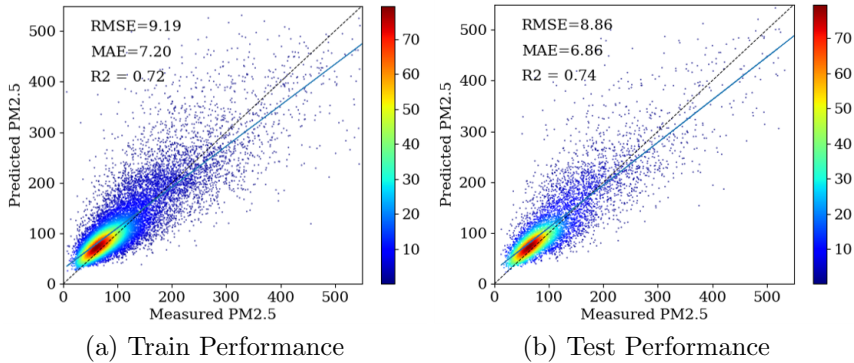 RMSE=9.19
MAE=7.20
R2 = 0.72
Predicted PM2.5
500
400
300
200
100
0
0 100 200 300 400 500
Measured PM2.5
70
60
50
40
30
20
10
(a) Train Performance
RMSE=8.86
MAE=6.86
R2 = 0.74
Predicted PM2.5
500
400
300
200
100
0
0 100 200 300 400 500
Measured PM2.5
70
60
50
40
30
20
10
(b) Test Performance